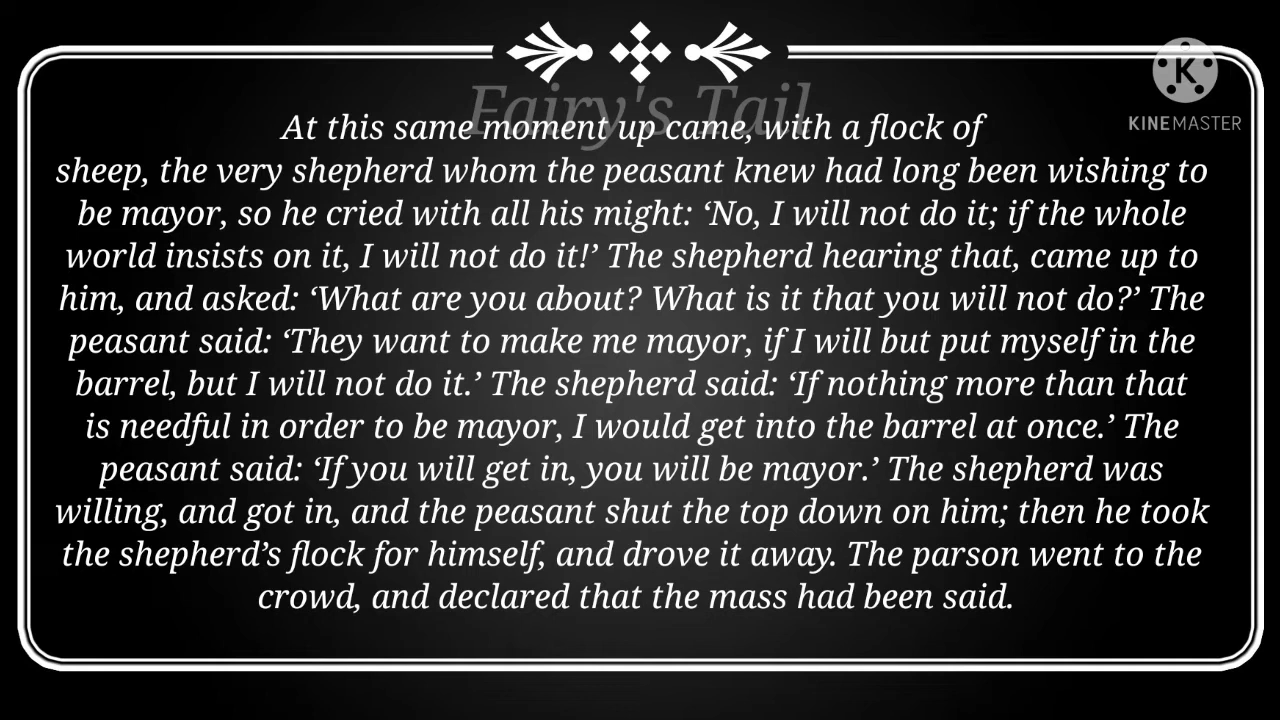 Fairy's Tail
K
KINEMASTER
At this same moment up came, with a flock of
sheep, the very shepherd whom the peasant knew had long been wishing to
be mayor, so he cried with all his might: ‘No, I will not do it; if the whole
world insists on it, I will not do it!’ The shepherd hearing that, came up to
him, and asked: ‘What are you about? What is it that you will not do?’ The
peasant said: ‘They want to make me mayor, if I will but put myself in the
barrel, but I will not do it.’ The shepherd said: ‘If nothing more than that
is needful in order to be mayor, I would get into the barrel at once.’ The
peasant said: ‘If you will get in, you will be mayor.’ The shepherd was
willing, and got in, and the peasant shut the top down on him; then he took
the shepherd’s flock for himself, and drove it away. The parson went to the
crowd, and declared that the mass had been said.